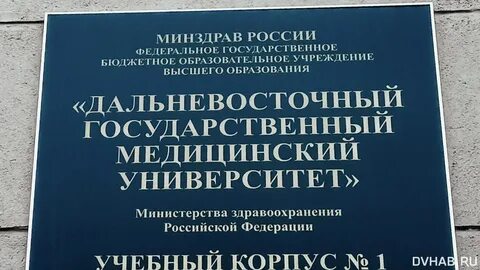 МИНЗДРАВ РОССИИ
ФЕДЕРАЛЬНОЕ ГОСУДАРСТВЕННОЕ
БЮДЖЕТНОЕ ОБРАЗОВАТЕЛЬНОЕ УЧРЕЖДЕНИЕ
ВЫСШЕГО ОБРАЗОВАНИЯ
«ДАЛЬНЕВОСТОЧНЫЙ
ГОСУДАРСТВЕННЫЙ
МЕДИЦИНСКИЙ
УНИВЕРСИТЕТ»
Министерства здравоохранения
Российской Федерации
УЧЕБНЫЙ КОРПУС № 1
DVHAB.RU